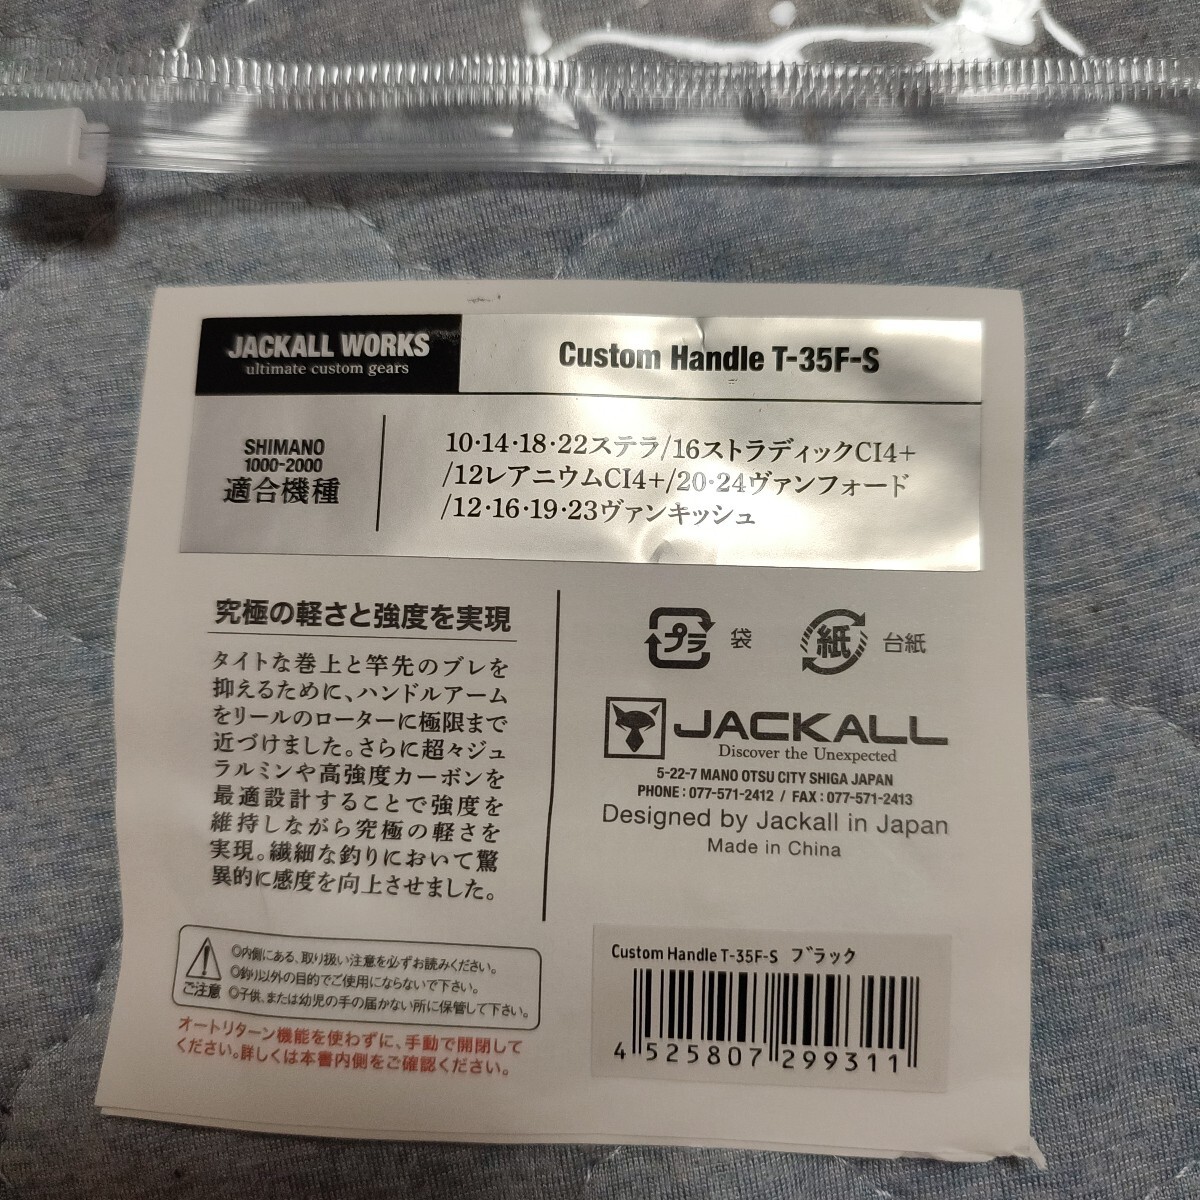 JACKALL WORKS
ultimate custom gears
Custom Handle T-35F-S
SHIMANO
1000-2000
適合機種
10・14・18・22ステラ/16ストラディックCI4+
/12レアニウムCI4+/20・24ヴァンフォード
/12・16・19・23ヴァンキッシュ
究極の軽さと強度を実現
タイトな巻上と竿先のブレを
抑えるために、ハンドルアーム
をリールのローターに極限まで
近づけました。さらに超々ジュ
ラルミンや高強度カーボンを
最適設計することで強度を
維持しながら究極の軽さを
実現。繊細な釣りにおいて驚
異的に感度を向上させました。
プラ 袋
紙 台紙
JACKALL
Discover the Unexpected
5-22-7 MANO OTSU CITY SHIGA JAPAN
PHONE : 077-571-2412 / FAX : 077-571-2413
Designed by Jackall in Japan
Made in China
ご注意
◎内側にある、取り扱い注意を必ずお読みください。
◎釣り以外の目的でご使用にならないで下さい。
◎子供、または幼児の手の届かない所に保管して下さい。
オートリターン機能を使わずに、手動で開閉して
ください。詳しくは本書内側をご確認ください。
Custom Handle T-35F-S ブラック
4 525807 299311